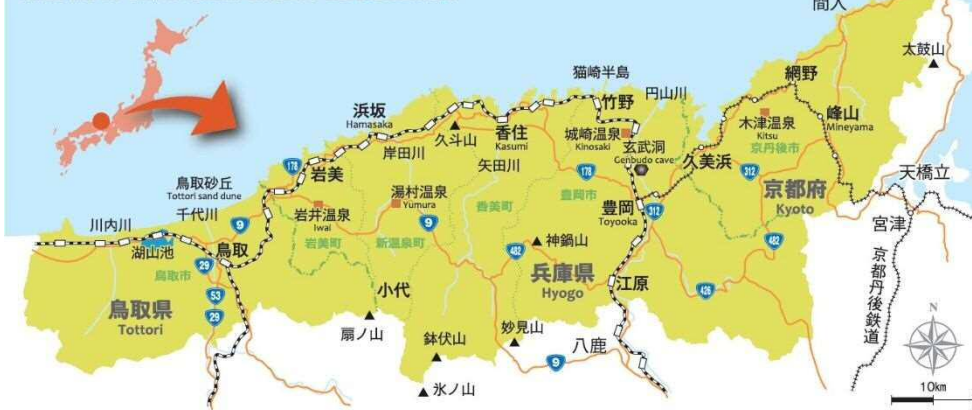 間人
太鼓山
網野
猫崎半島
円山川
竹野
浜坂
Hamasaka
久斗山
香住
Kasumi
城崎温泉
Kinosaki
玄武洞
Genbudo cave
木津温泉
Kitsu
京丹後市
峰山
Mineyama
岸田川
矢田川
久美浜
178
岩美
178
312
天橋立
鳥取砂丘
Tottori sand dune
千代川
湯村温泉
Yumura
香美町
豊岡市
京都府
Kyoto
川内川
岩井温泉
Iwai
豊岡
Toyooka
312
宮津
9
9
湖山池
鳥取
岩美町
新温泉町
482
神鍋山
482
29
鳥取市
兵庫県
Hyogo
江原
426
京都丹後鉄道
鳥取県
Tottori
53
29
小代
扇ノ山
鉢伏山
妙見山
八鹿
9
氷ノ山
N
10km